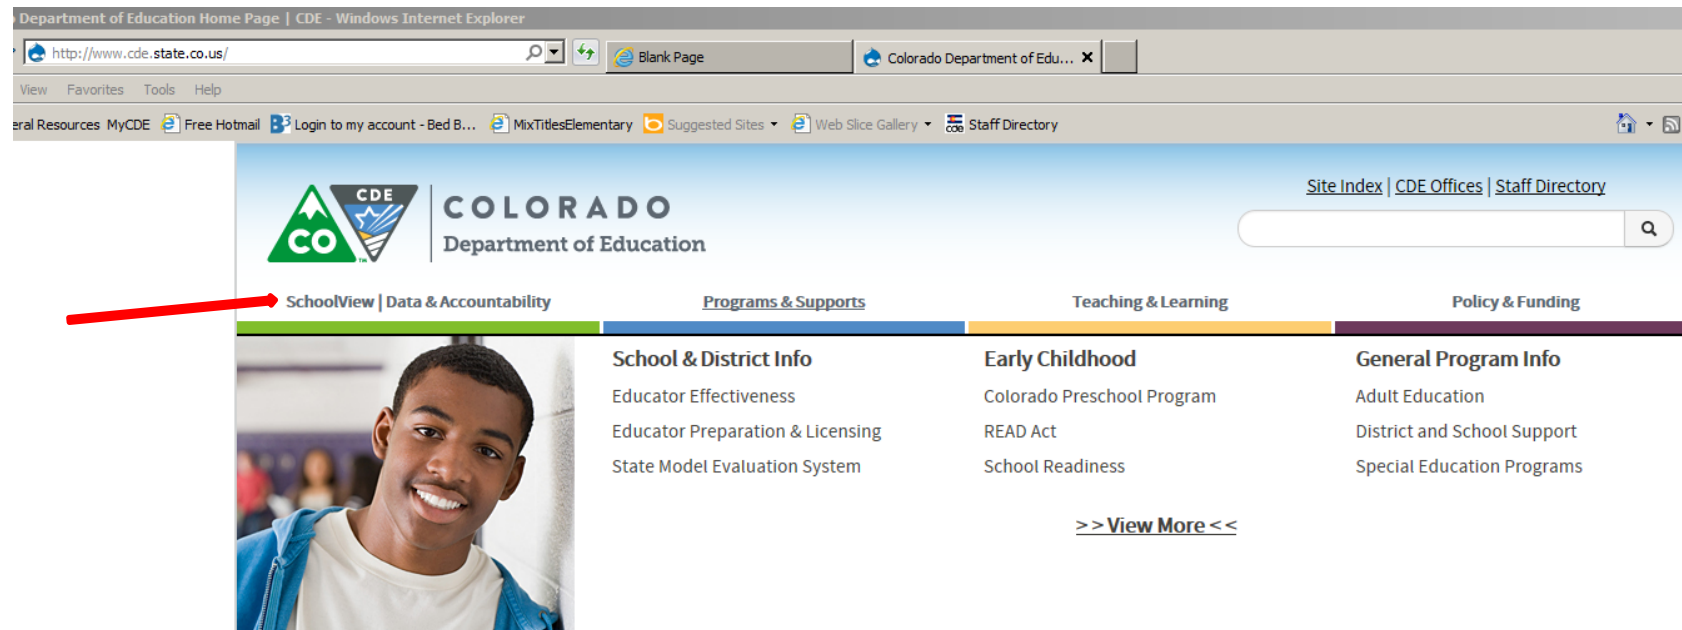 Department of Education Home Page | CDE - Windows Internet Explorer
http://www.cde.state.co.us/
Blank Page
Colorado Department of Edu...
View Favorites Tools Help
eral Resources MyCDE Free Hotmail B3 Login to my account - Bed B... MixTitlesElementary Suggested Sites Web Slice Gallery cde Staff Directory
Site Index | CDE Offices | Staff Directory
CDE
CO
TM
COLORADO
Department of Education
SchoolView | Data & Accountability
Programs & Supports
Teaching & Learning
Policy & Funding
School & District Info
Educator Effectiveness
Educator Preparation & Licensing
State Model Evaluation System
Early Childhood
Colorado Preschool Program
READ Act
School Readiness
General Program Info
Adult Education
District and School Support
Special Education Programs
>> View More <<